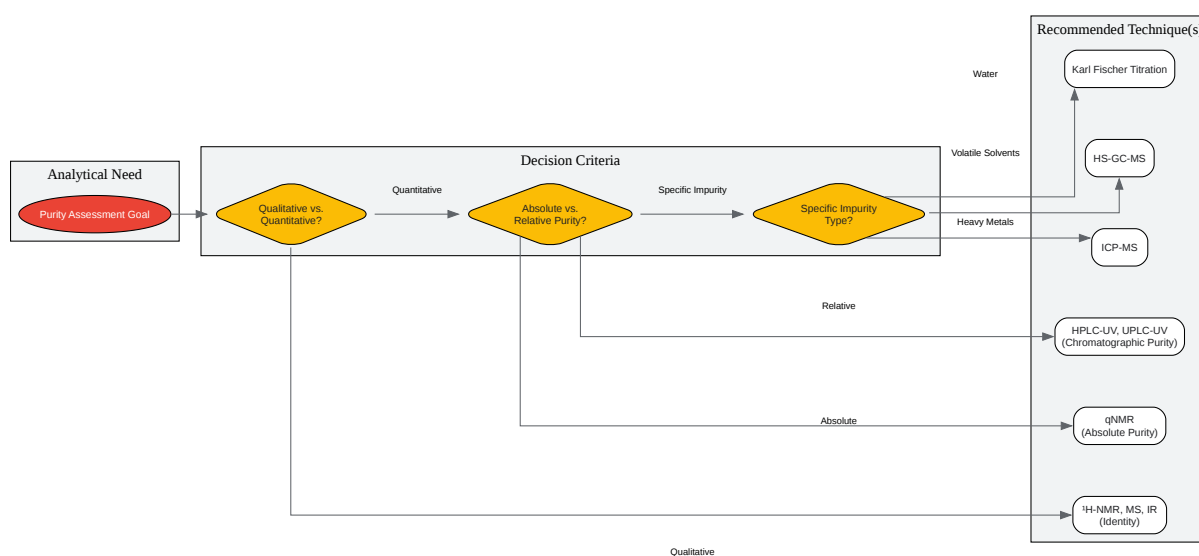 Recommended Technique(s
Water
Karl Fischer Titration
Volatile Solvents
HS-GC-MS
Decision Criteria
Analytical Need
Quantitative
Specific Impurity
Purity Assessment Goal
Qualitative vs.
Quantitative?
Absolute vs.
Relative Purity?
Specific Impurity
Type?
Heavy Metals
ICP-MS
Relative
HPLC-UV, UPLC-UV
(Chromatographic Purity)
Absolute
qNMR
(Absolute Purity)
¹H-NMR, MS, IR
(Identity)
Qualitative